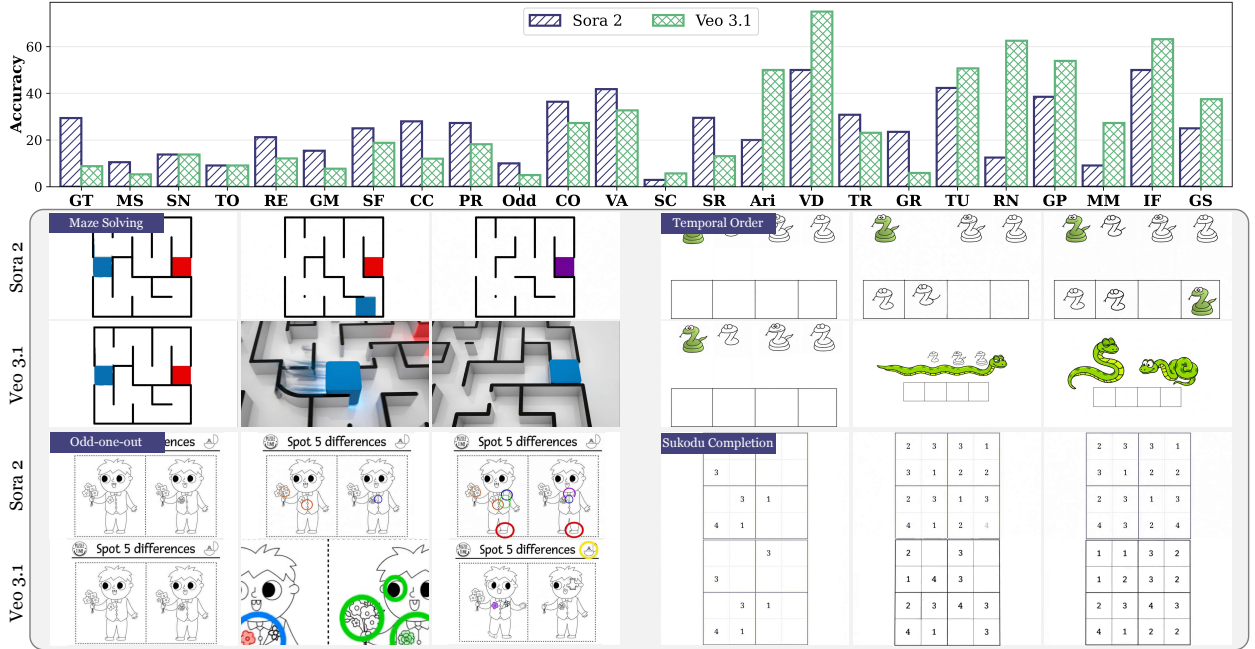 Sora 2
Veo 3.1
Accuracy
60
40
20
0
GT MS SN TO RE GM SF CC PR Odd CO VA SC SR Ari VD TR GR TU RN GP MM IF GS
Maze Solving
Temporal Order
Sora 2
Veo 3.1
Odd-one-out
ences
Spot 5 differences
Spot 5 differences
Sukodu Completion
Sora 2
3
3 1
4 1
2 3 3 1
3 1 2 2
2 3 1 3
4 1 2 4
2 3 3 1
3 1 2 2
2 3 1 3
4 3 2 4
Veo 3.1
Spot 5 differences
Spot 5 differences
3
3
3 1
4 1
2 3
1 4 3
2 3 4 3
4 1 3
1 1 3 2
1 2 3 2
2 3 4 3
4 1 2 2